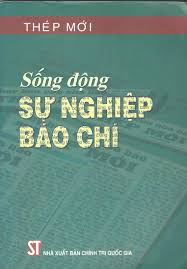 THÉP MỚI
Sống động
SỰ NGHIỆP
BÁO CHÍ
ST NHÀ XUẤT BẢN CHÍNH TRỊ QUỐC GIA